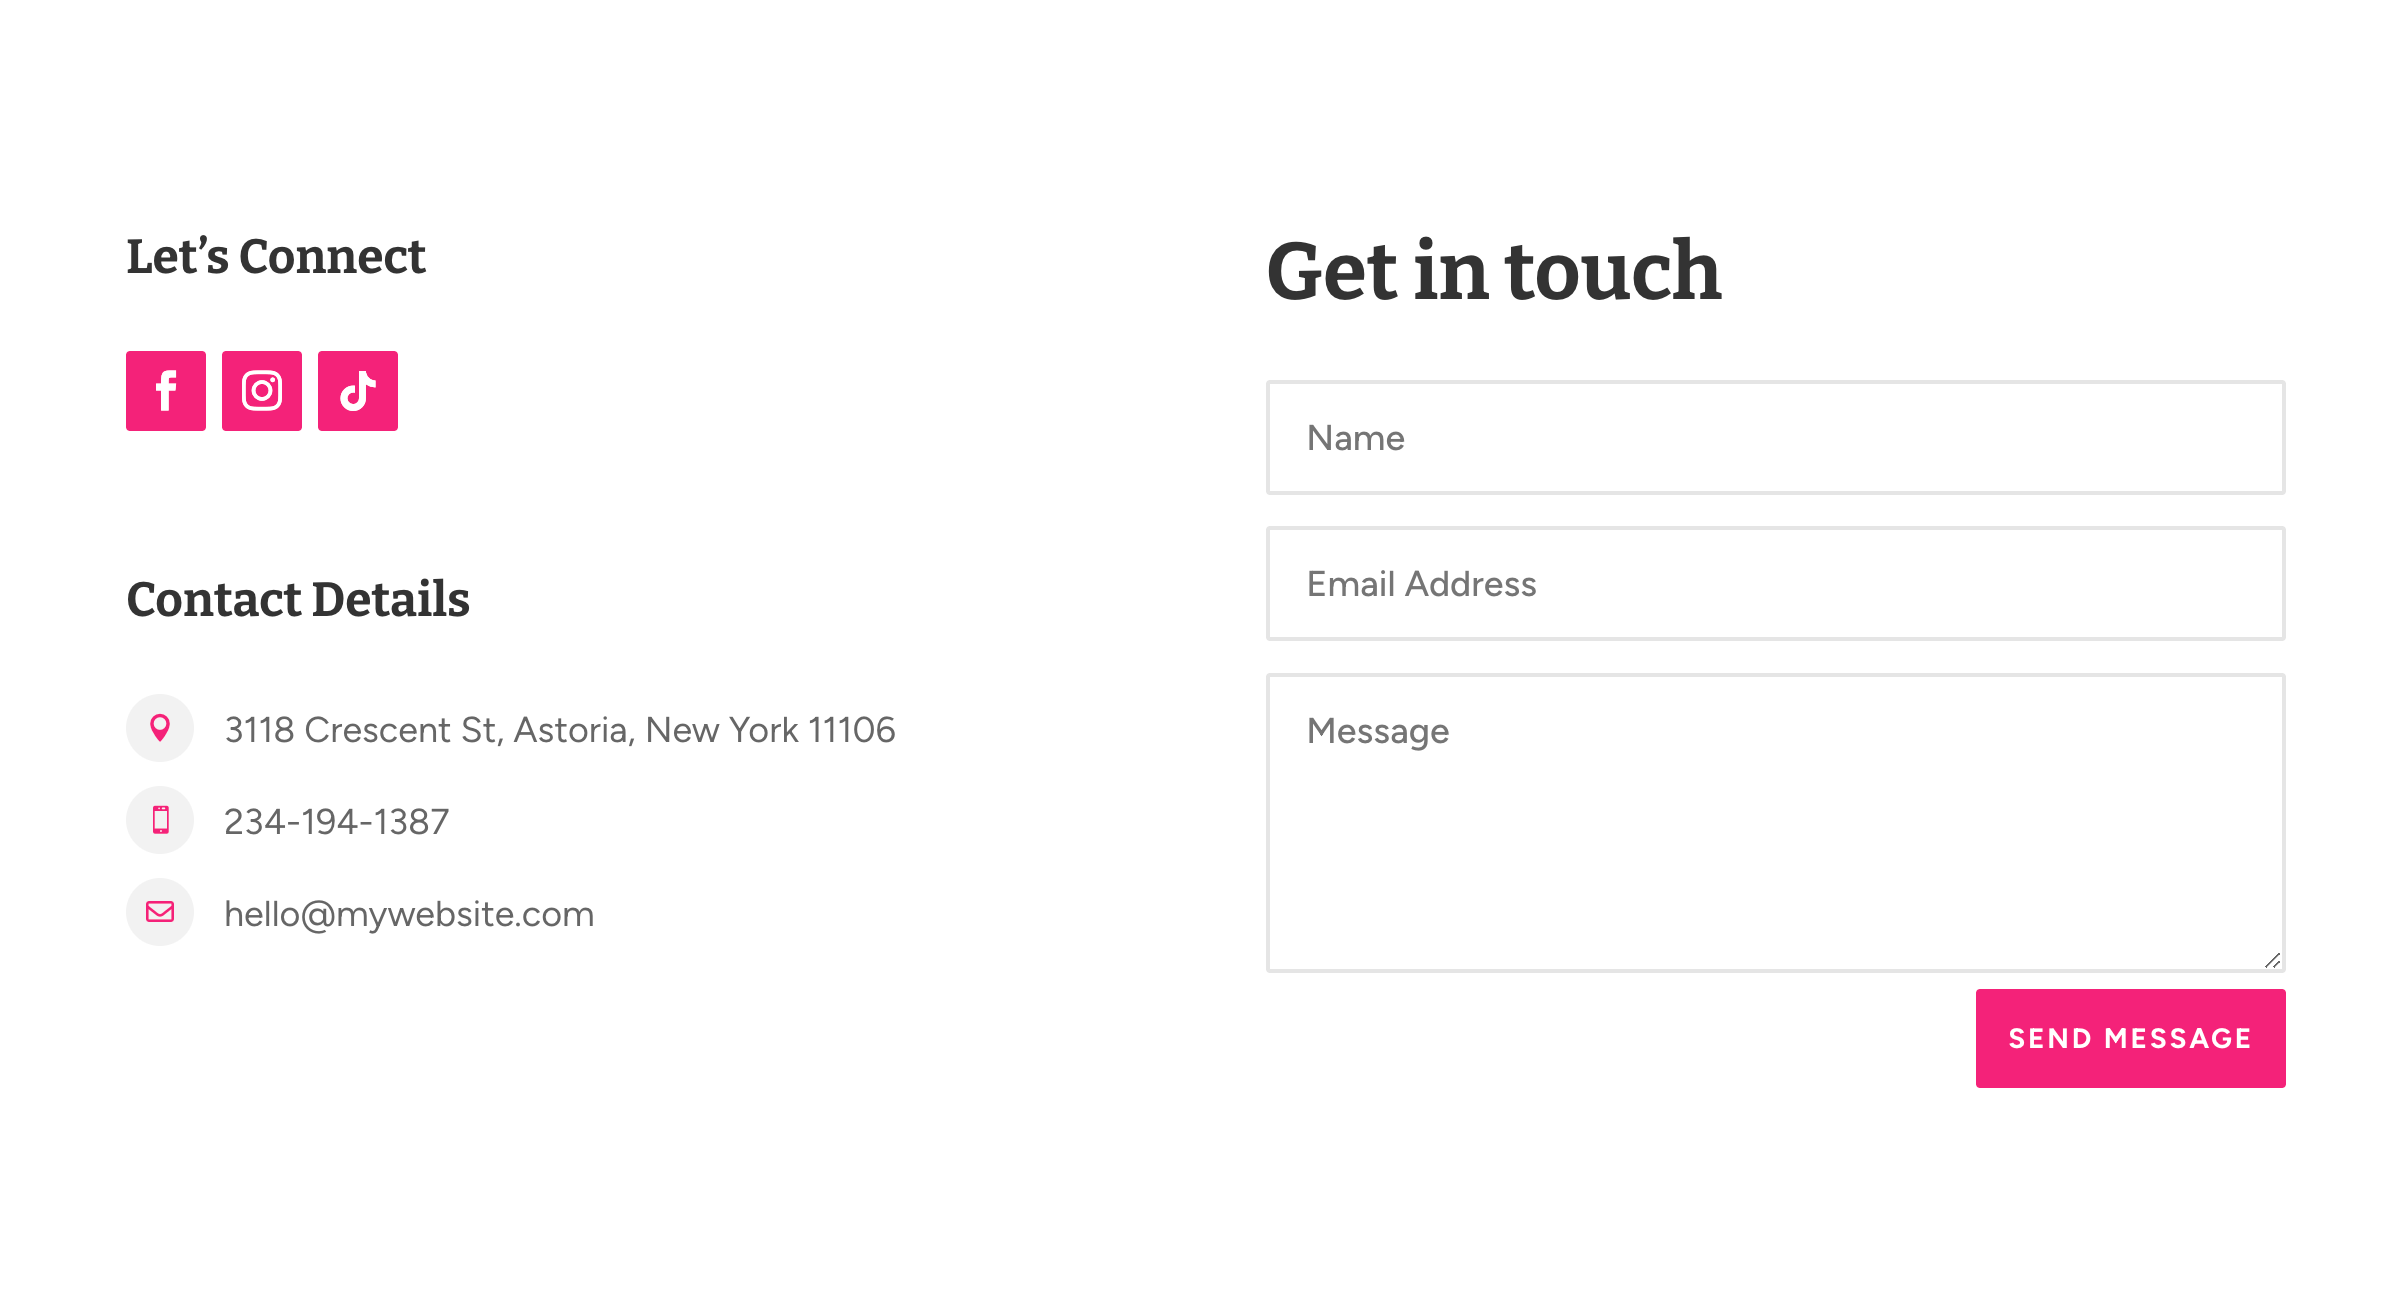 Let’s Connect
Contact Details
3118 Crescent St, Astoria, New York 11106
234-194-1387
hello@mywebsite.com
Get in touch
Name
Email Address
Message
SEND MESSAGE